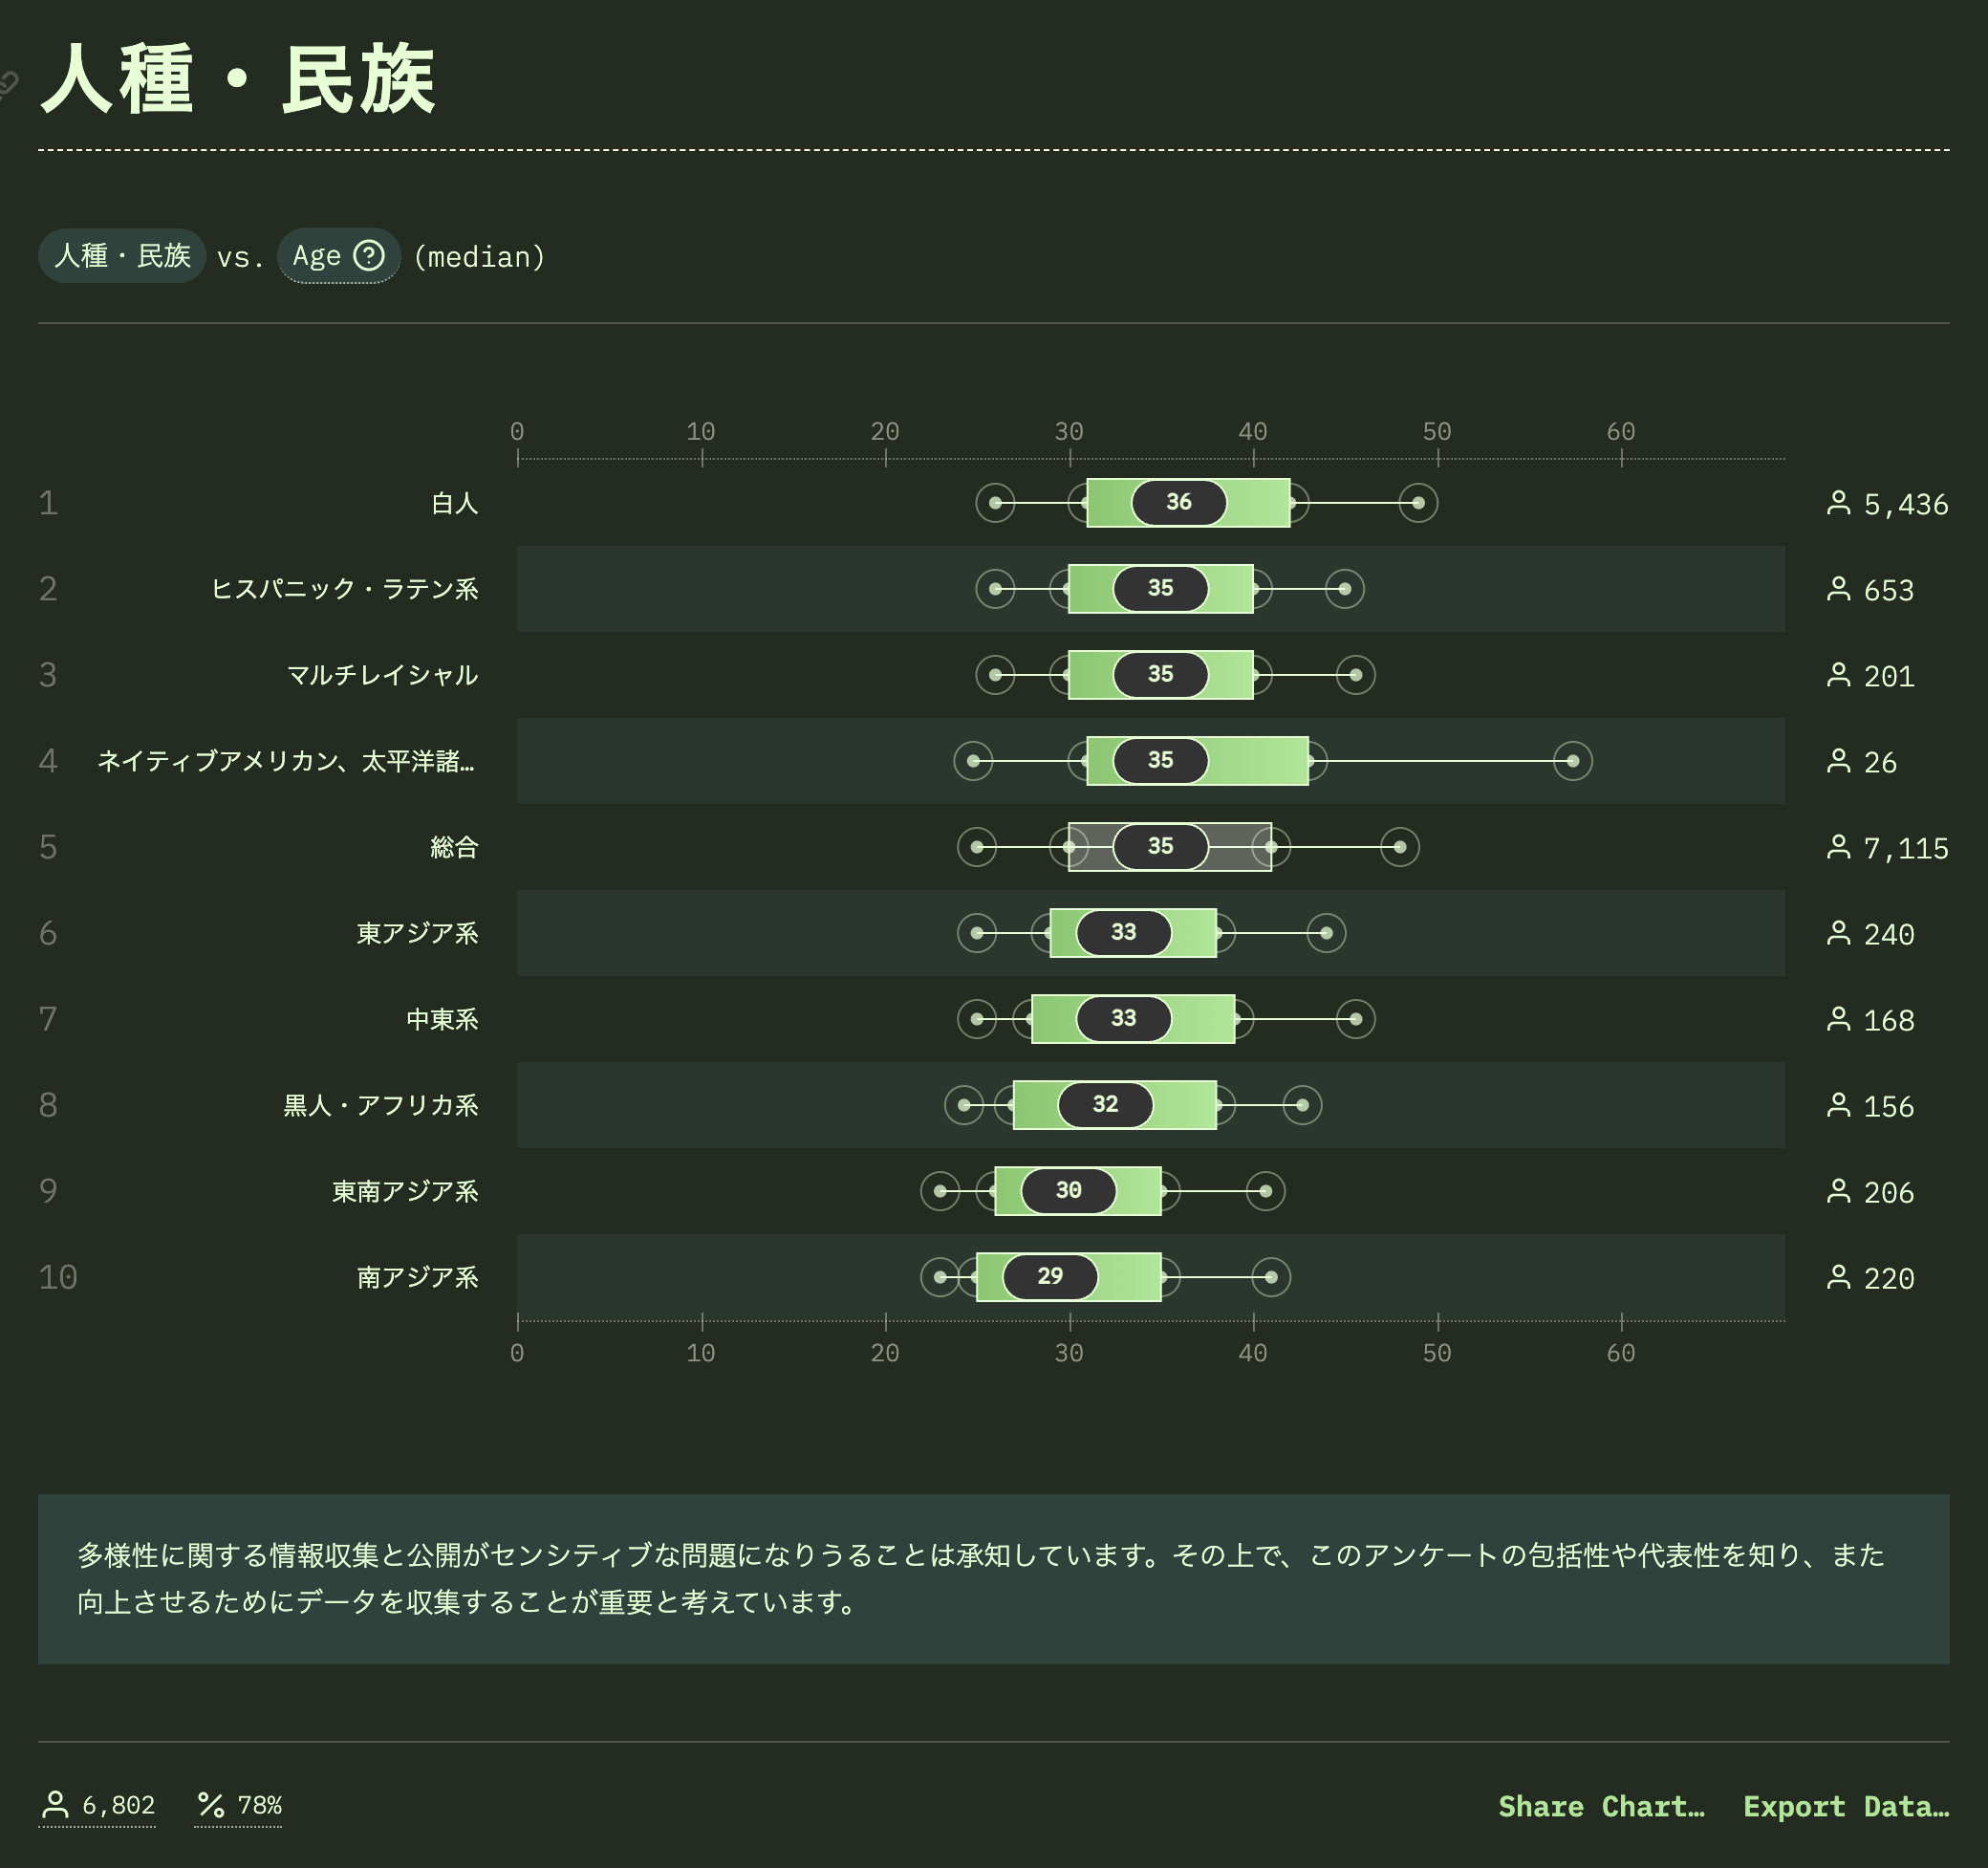 人種・民族
人種・民族 vs. Age ? (median)
0 10 20 30 40 50 60
1 白人 36 5,436
2 ヒスパニック・ラテン系 35 653
3 マルチレイシャル 35 201
4 ネイティブアメリカン、太平洋諸… 35 26
5 総合 35 7,115
6 東アジア系 33 240
7 中東系 33 168
8 黒人・アフリカ系 32 156
9 東南アジア系 30 206
10 南アジア系 29 220
0 10 20 30 40 50 60
多様性に関する情報収集と公開がセンシティブな問題になりうることは承知しています。その上で、このアンケートの包括性や代表性を知り、また
向上させるためにデータを収集することが重要と考えています。
6,802 78% Share Chart… Export Data…